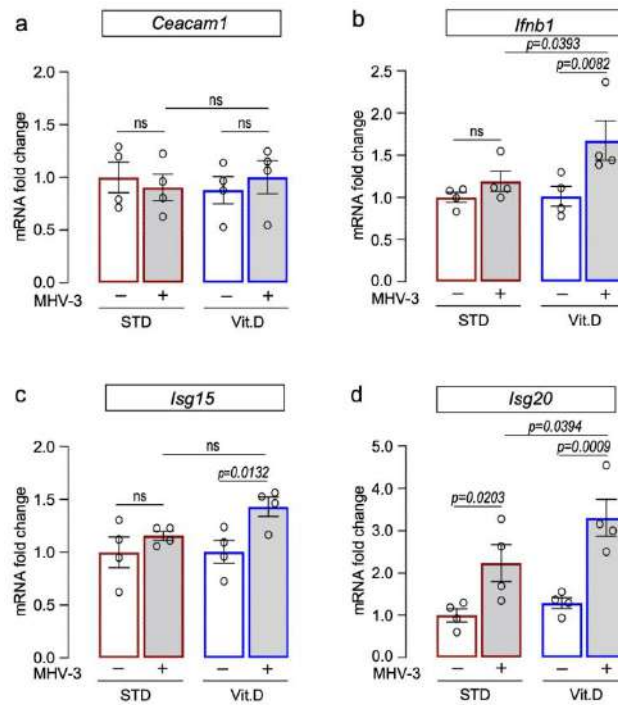 a
Ceacam1
mRNA fold change
2.0
1.5
1.0
0.5
0.0
ns
ns
ns
MHV-3
− + − +
STD Vit.D
b
Ifnb1
mRNA fold change
2.5
2.0
1.5
1.0
0.5
0.0
p=0.0393
p=0.0082
ns
− + − +
STD Vit.D
c
Isg15
mRNA fold change
2.0
1.5
1.0
0.5
0.0
ns
p=0.0132
ns
MHV-3
− + − +
STD Vit.D
d
Isg20
mRNA fold change
5.0
4.0
3.0
2.0
1.0
0.0
p=0.0394
p=0.0009
p=0.0203
− + − +
STD Vit.D